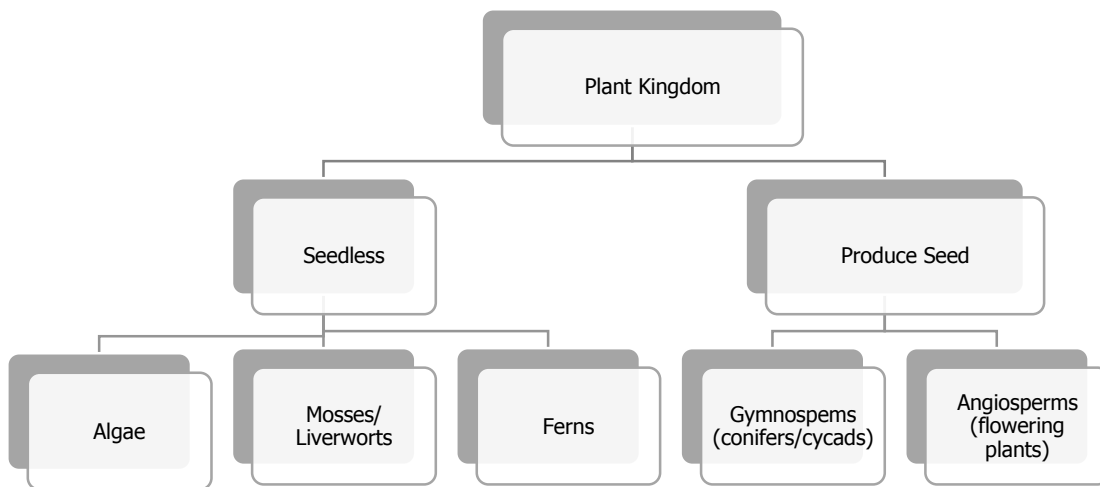 Plant Kingdom
Seedless
Produce Seed
Algae
Mosses/
Liverworts
Ferns
Gymnospems
(conifers/cycads)
Angiosperms
(flowering
plants)